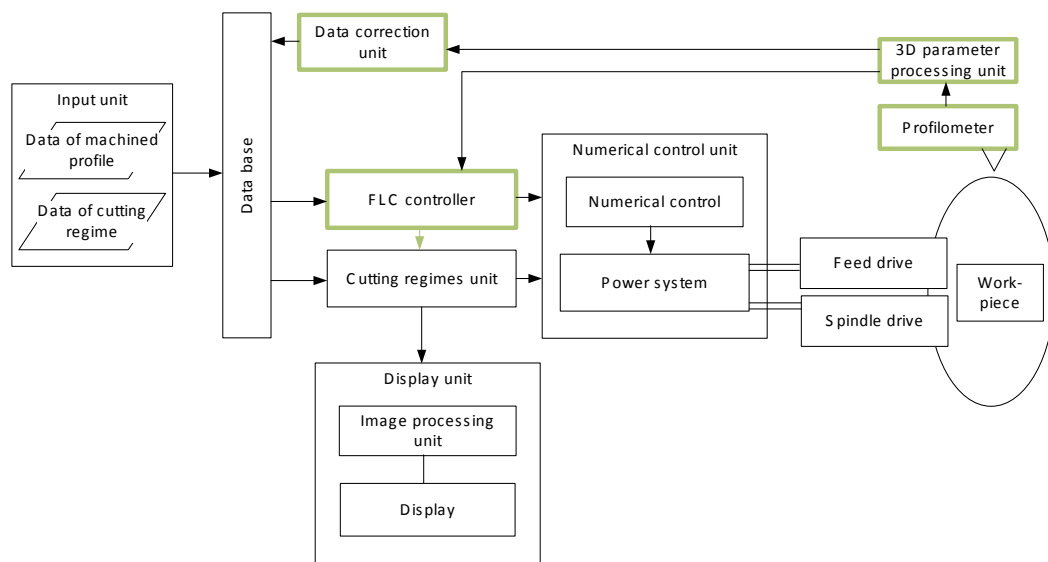 Data correction
unit
3D parameter
processing unit
Input unit
Data of machined
profile
Data of cutting
regime
Data base
Profilometer
Numerical control unit
FLC controller
Numerical control
Cutting regimes unit
Power system
Feed drive
Spindle drive
Work-
piece
Display unit
Image processing
unit
Display